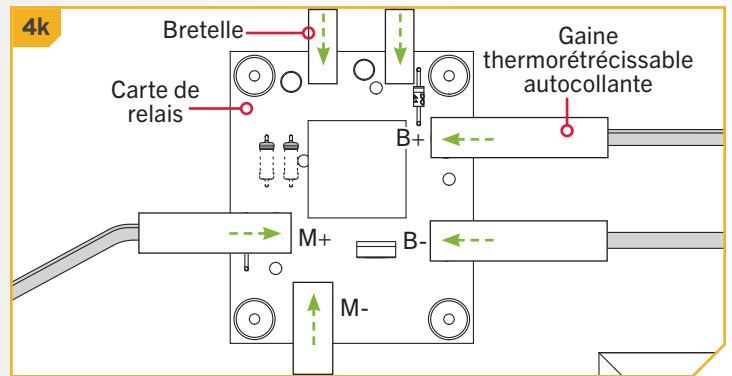 4k
Bretelle
Gaine
thermorétrécissable
autocollante
Carte de
relais
B+
M+
B-
M-